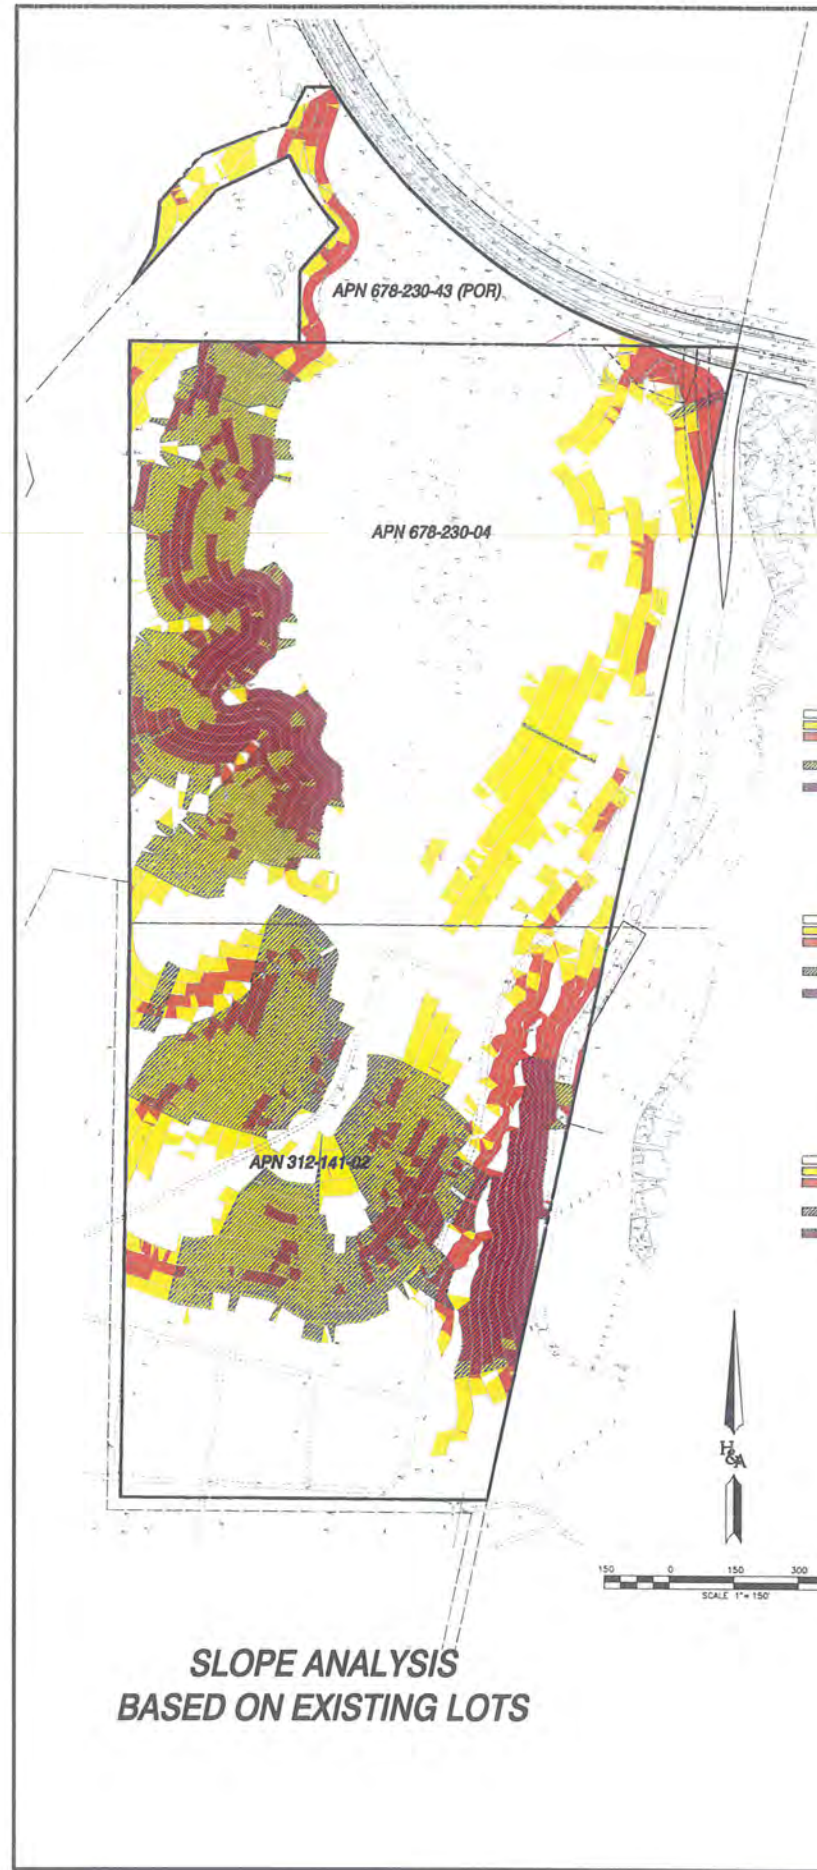 APN 678-230-43 (POR)
APN 678-230-04
APN 312-141-02
H&A
150 0 150 300
SCALE 1"= 150'
SLOPE ANALYSIS
BASED ON EXISTING LOTS